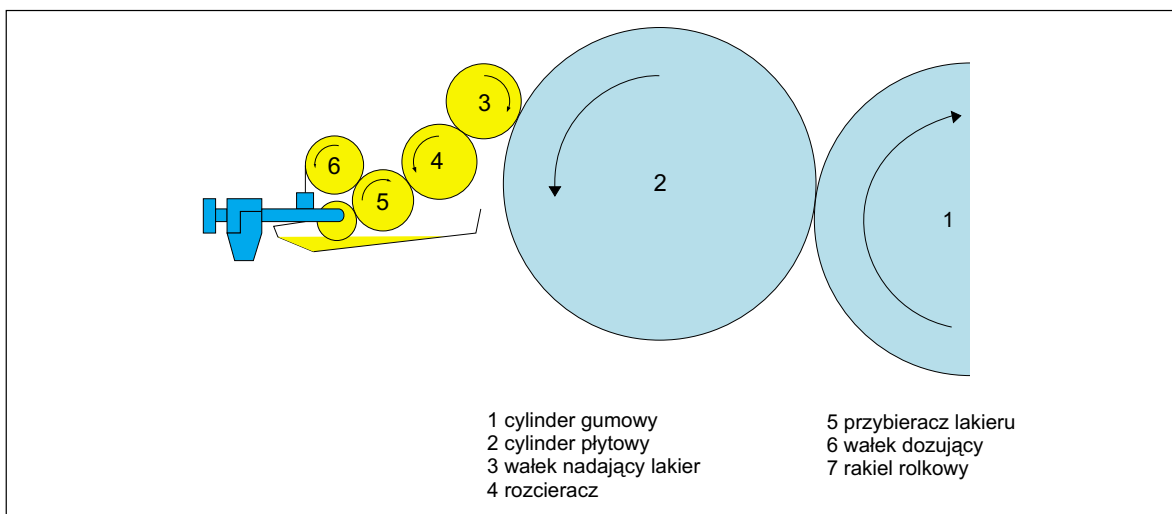 3
6
4
5
2
1
1 cylinder gumowy
2 cylinder płytowy
3 wałek nadający lakier
4 rozcieracz
5 przybieracz lakieru
6 wałek dozujący
7 rakiel rolkowy